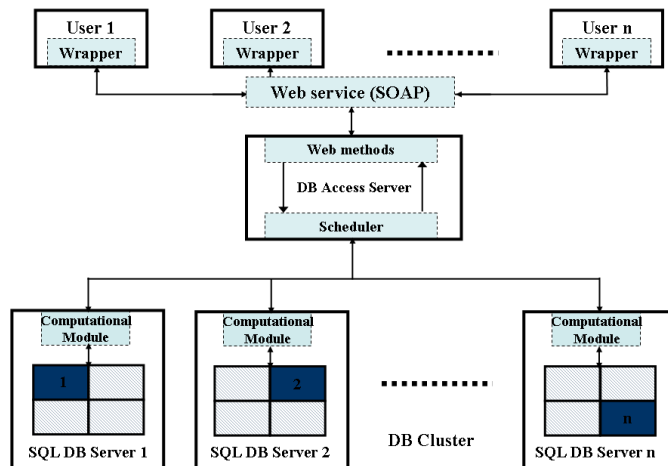 User 1
Wrapper
User 2
Wrapper
User n
Wrapper
Web service (SOAP)
Web methods
DB Access Server
Scheduler
Computational
Module
Computational
Module
Computational
Module
1
2
n
DB Cluster
SQL DB Server 1
SQL DB Server 2
SQL DB Server n